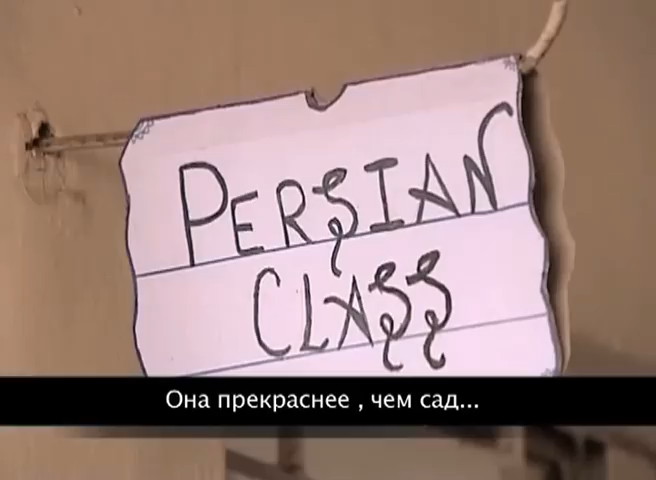 PERSIAN
CLASS
Она прекраснее , чем сад...